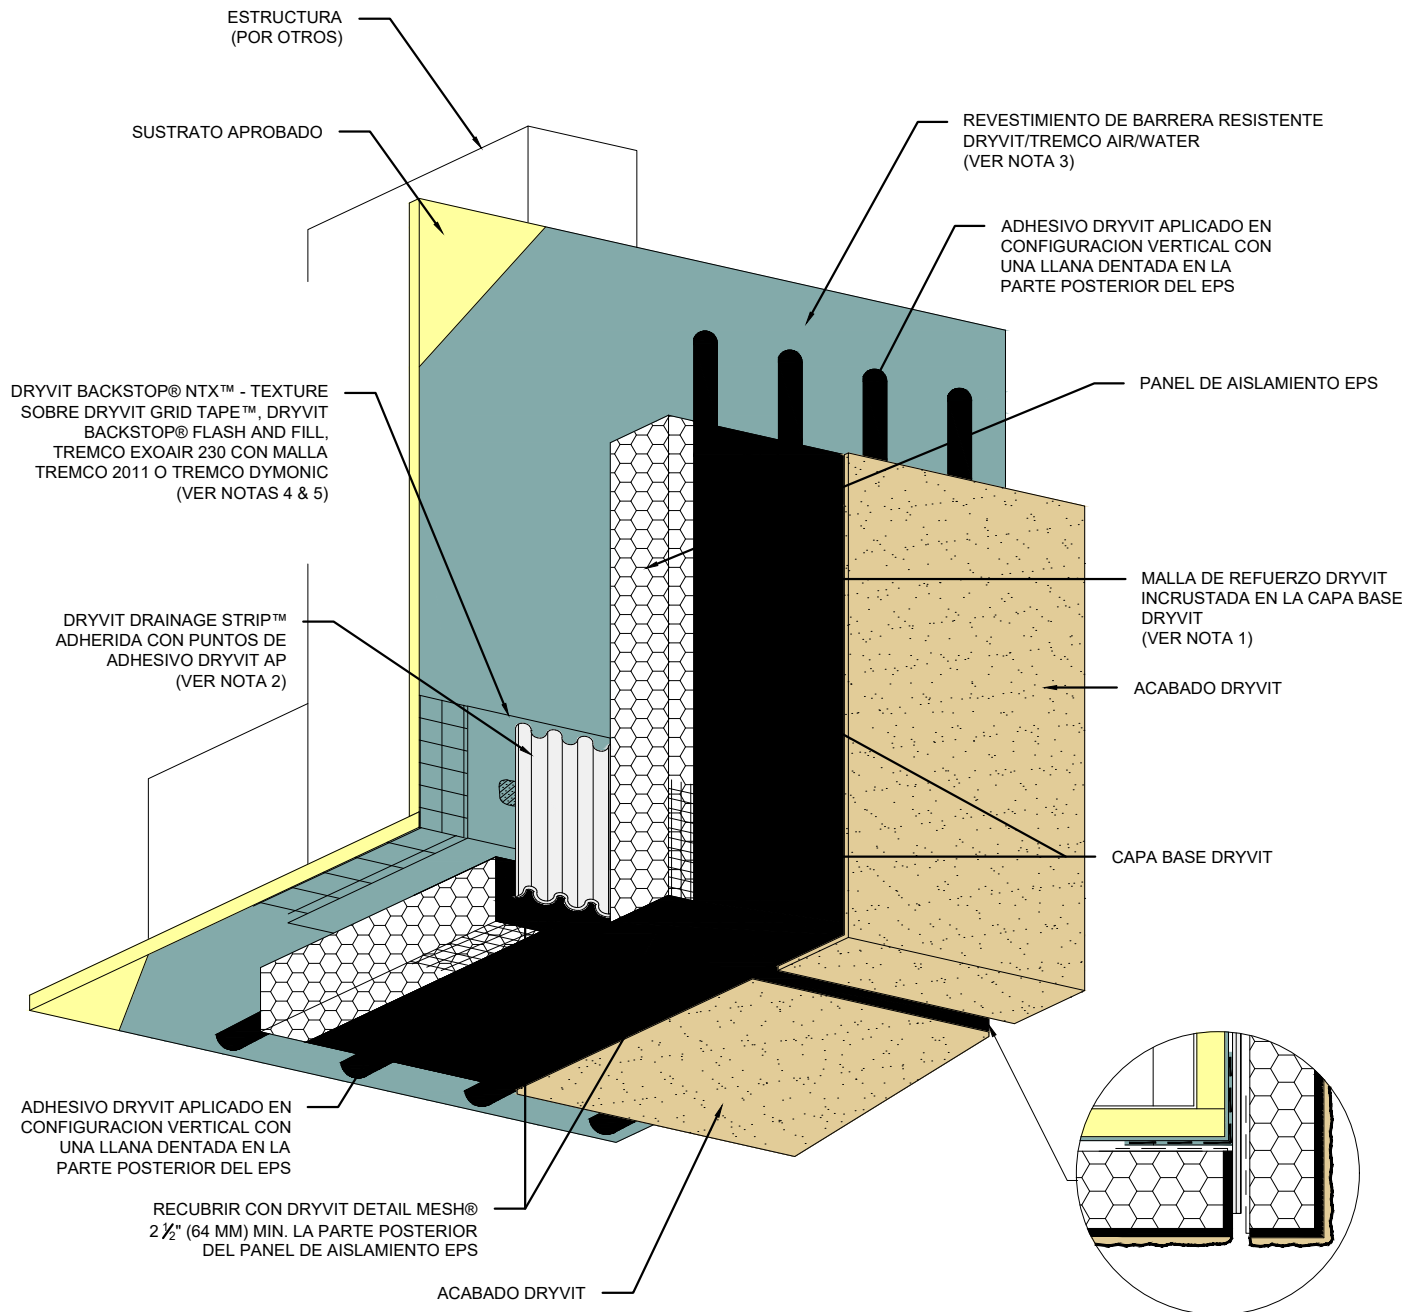 ESTRUCTURA
(POR OTROS)
SUSTRATO APROBADO
REVESTIMIENTO DE BARRERA RESISTENTE
DRYVIT/TREMCO AIR/WATER
(VER NOTA 3)
ADHESIVO DRYVIT APLICADO EN
CONFIGURACION VERTICAL CON
UNA LLANA DENTADA EN LA
PARTE POSTERIOR DEL EPS
PANEL DE AISLAMIENTO EPS
DRYVIT BACKSTOP® NTX™ - TEXTURE
SOBRE DRYVIT GRID TAPE™, DRYVIT
BACKSTOP® FLASH AND FILL,
TREMCO EXOAIR 230 CON MALLA
TREMCO 2011 O TREMCO DYMONIC
(VER NOTAS 4 & 5)
MALLA DE REFUERZO DRYVIT
INCRUSTADA EN LA CAPA BASE
DRYVIT
(VER NOTA 1)
DRYVIT DRAINAGE STRIP™
ADHERIDA CON PUNTOS DE
ADHESIVO DRYVIT AP
(VER NOTA 2)
ACABADO DRYVIT
CAPA BASE DRYVIT
ADHESIVO DRYVIT APLICADO EN
CONFIGURACION VERTICAL CON
UNA LLANA DENTADA EN LA
PARTE POSTERIOR DEL EPS
RECUBRIR CON DRYVIT DETAIL MESH®
2 ½" (64 MM) MIN. LA PARTE POSTERIOR
DEL PANEL DE AISLAMIENTO EPS
ACABADO DRYVIT